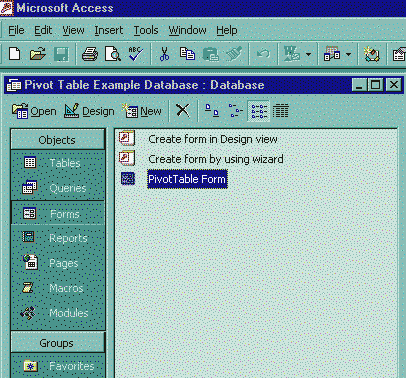 Microsoft Access
File Edit View Insert Tools Window Help
Pivot Table Example Database : Database
Open Design New
Objects
Tables
Queries
Forms
Reports
Pages
Macros
Modules
Groups
Favorites
Create form in Design view
Create form by using wizard
PivotTable Form